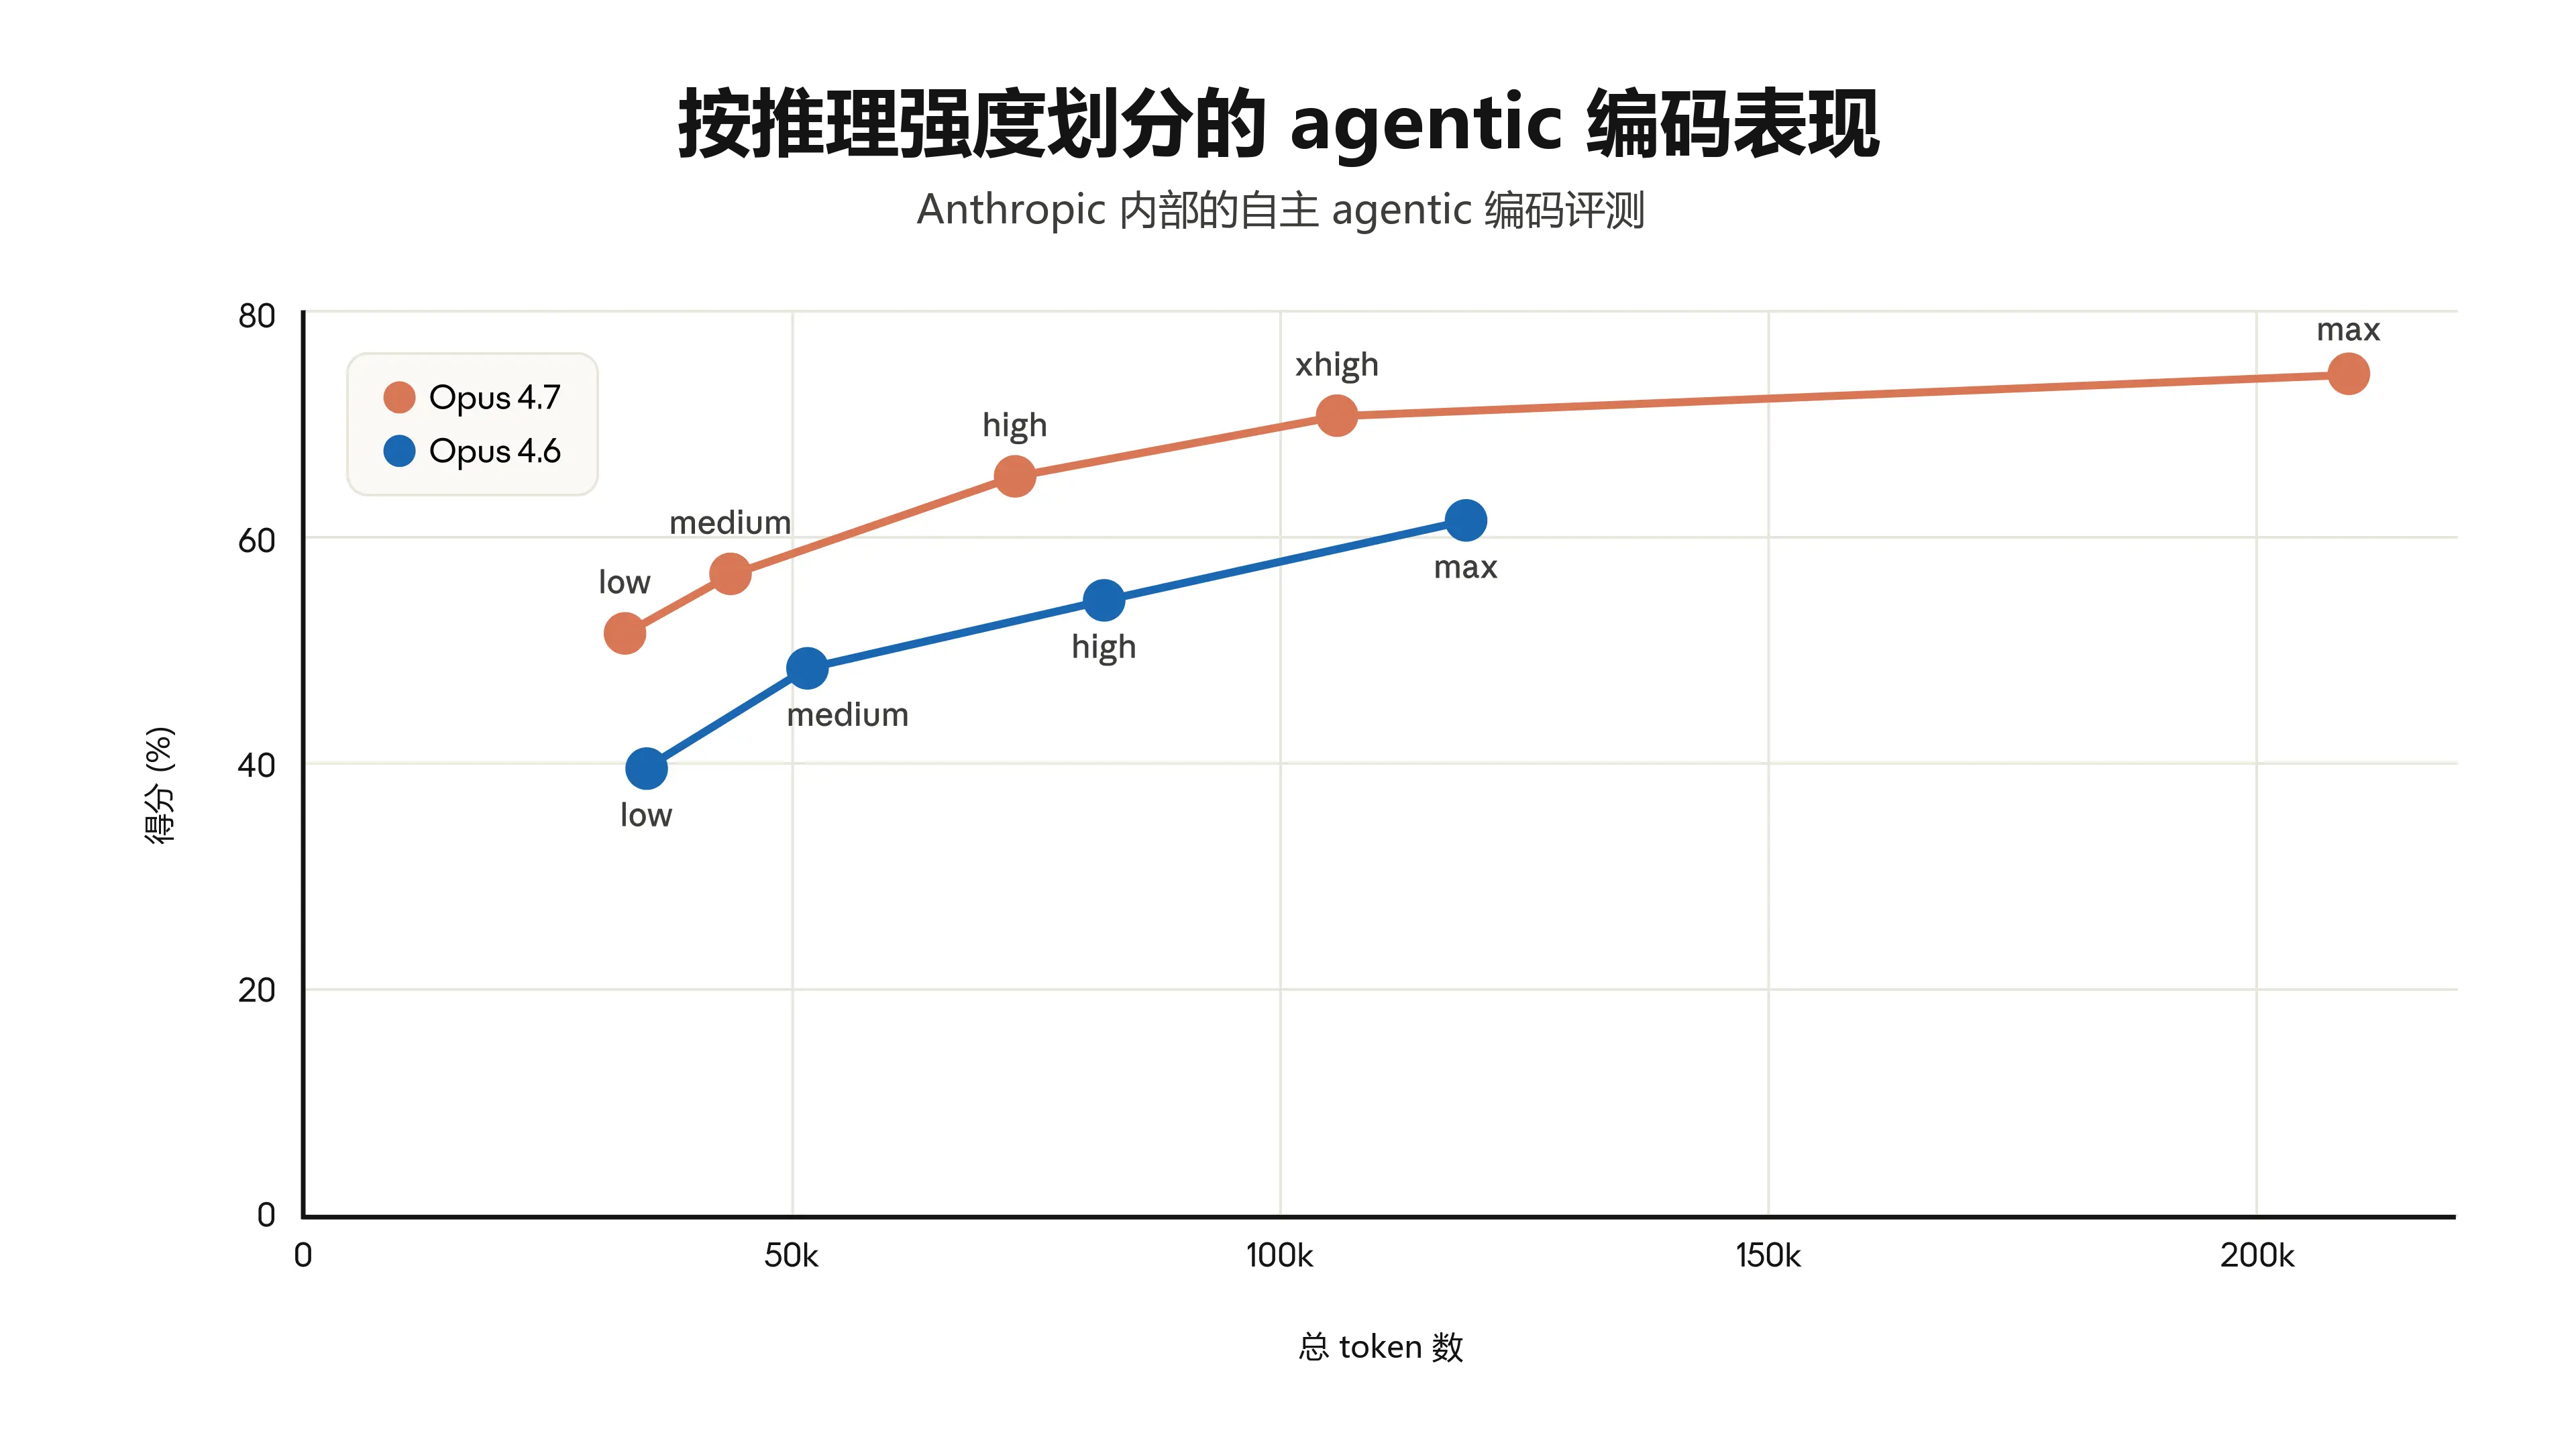 按推理强度划分的 agentic 编码表现
Anthropic 内部的自主 agentic 编码评测
80
60
40
20
0
得分 (%)
Opus 4.7
Opus 4.6
low
medium
high
xhigh
max
low
medium
high
max
0
50k
100k
150k
200k
总 token 数